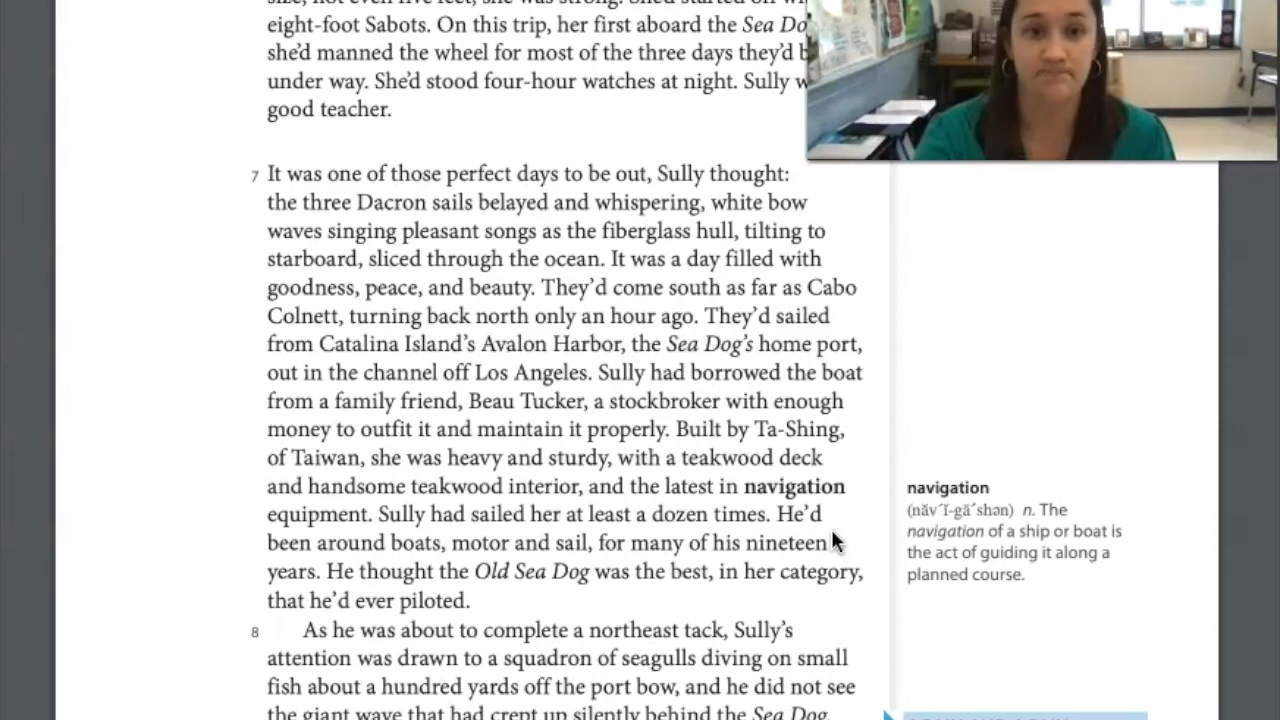 size, not even five feet, she was strong. She'd started off
eight-foot Sabots. On this trip, her first aboard the Sea
she'd manned the wheel for most of the three days they'd
under way. She'd stood four-hour watches at night. Sully
good teacher.
7 It was one of those perfect days to be out, Sully thought:
the three Dacron sails belayed and whispering, white bow
waves singing pleasant songs as the fiberglass hull, tilting to
starboard, sliced through the ocean. It was a day filled with
goodness, peace, and beauty. They'd come south as far as Cabo
Colnett, turning back north only an hour ago. They'd sailed
from Catalina Island's Avalon Harbor, the Sea Dog's home port,
out in the channel off Los Angeles. Sully had borrowed the boat
from a family friend, Beau Tucker, a stockbroker with enough
money to outfit it and maintain it properly. Built by Ta-Shing,
of Taiwan, she was heavy and sturdy, with a teakwood deck
and handsome teakwood interior, and the latest in navigation
equipment. Sully had sailed her at least a dozen times. He'd
been around boats, motor and sail, for many of his nineteen
years. He thought the Old Sea Dog was the best, in her category,
that he'd ever piloted.
8 As he was about to complete a northeast tack, Sully's
attention was drawn to a squadron of seagulls diving on small
fish about a hundred yards off the port bow, and he did not see
the giant wave that had crept up silently behind the Sea Dog.
navigation
(năv´ĭ-gā´shən) n. The
navigation of a ship or boat is
the act of guiding it along a
planned course.